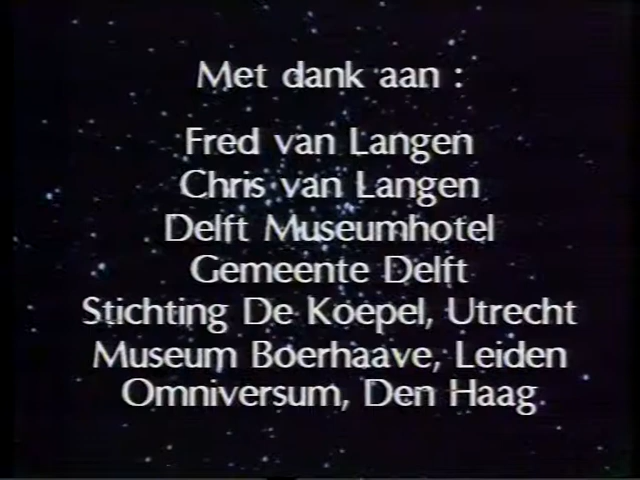 Met dank aan :
Fred van Langen
Chris van Langen
Delft Museumhotel
Gemeente Delft
Stichting De Koepel, Utrecht
Museum Boerhaave, Leiden
Omniversum, Den Haag